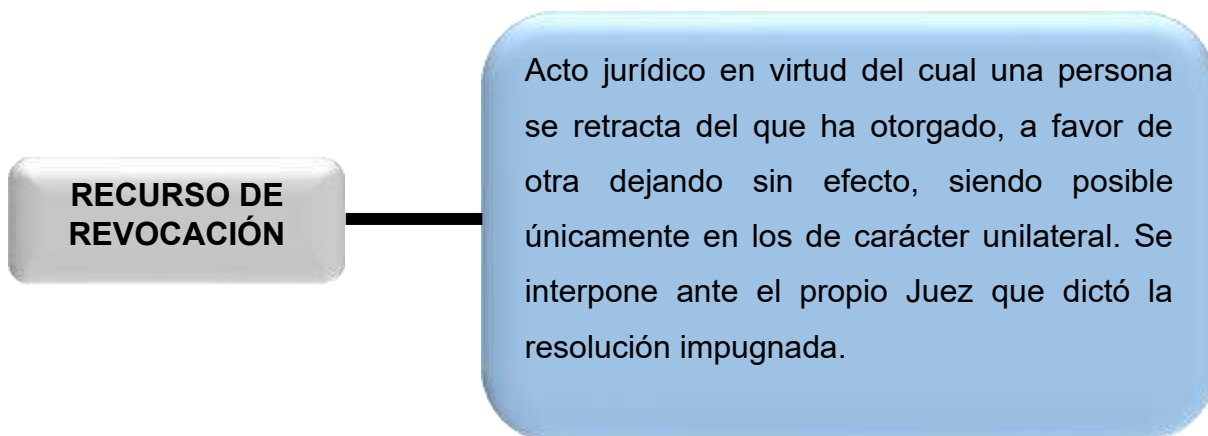 RECURSO DE
REVOCACIÓN
Acto jurídico en virtud del cual una persona
se retracta del que ha otorgado, a favor de
otra dejando sin efecto, siendo posible
únicamente en los de carácter unilateral. Se
interpone ante el propio Juez que dictó la
resolución impugnada.